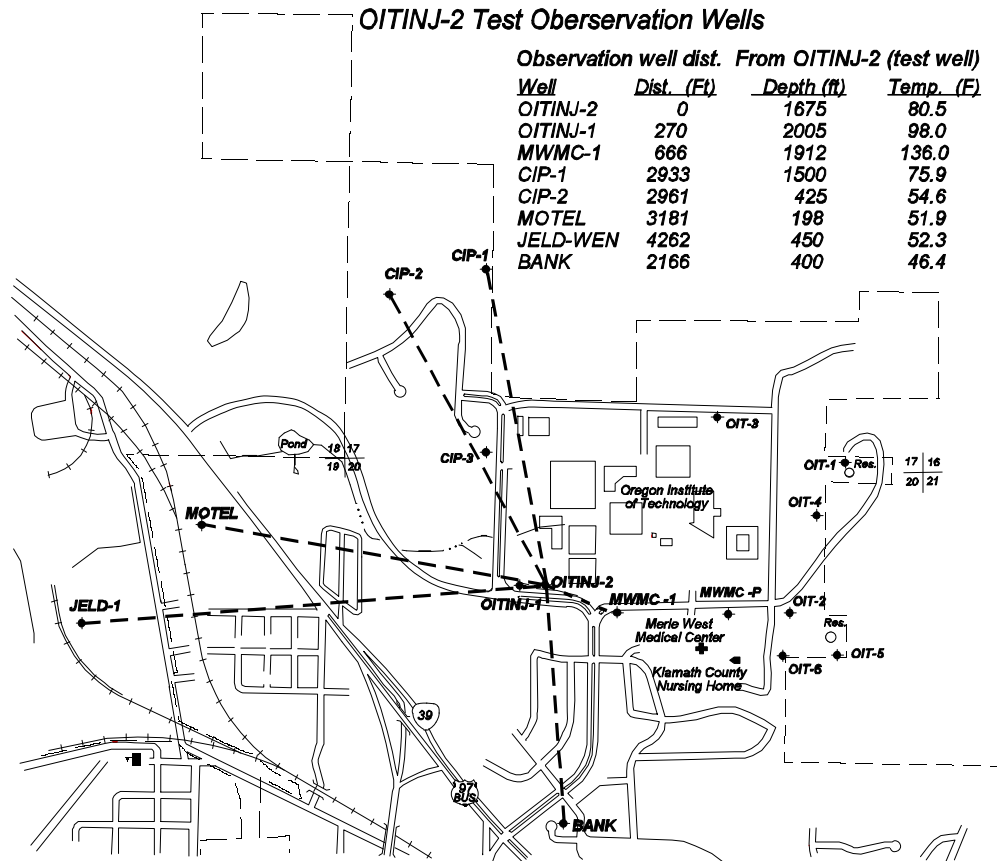 OITINJ-2 Test Oberservation Wells
Observation well dist. From OITINJ-2 (test well)
Well Dist. (Ft) Depth (ft) Temp. (F)
OITINJ-2 0 1675 80.5
OITINJ-1 270 2005 98.0
MWMC-1 666 1912 136.0
CIP-1 2933 1500 75.9
CIP-2 2961 425 54.6
MOTEL 3181 198 51.9
JELD-WEN 4262 450 52.3
BANK 2166 400 46.4
CIP-1
CIP-2
OIT-3
Pond
18 17
19 20
CIP-3
OIT-1
Res.
17 16
20 21
Oregon Institute
of Technology
OIT-4
MOTEL
OITINJ-2
OITINJ-1
JELD-1
MWMC-1
MWMC-P
OIT-2
Merle West
Medical Center
Res.
OIT-5
OIT-6
Klamath County
Nursing Home
39
97
BUS
BANK